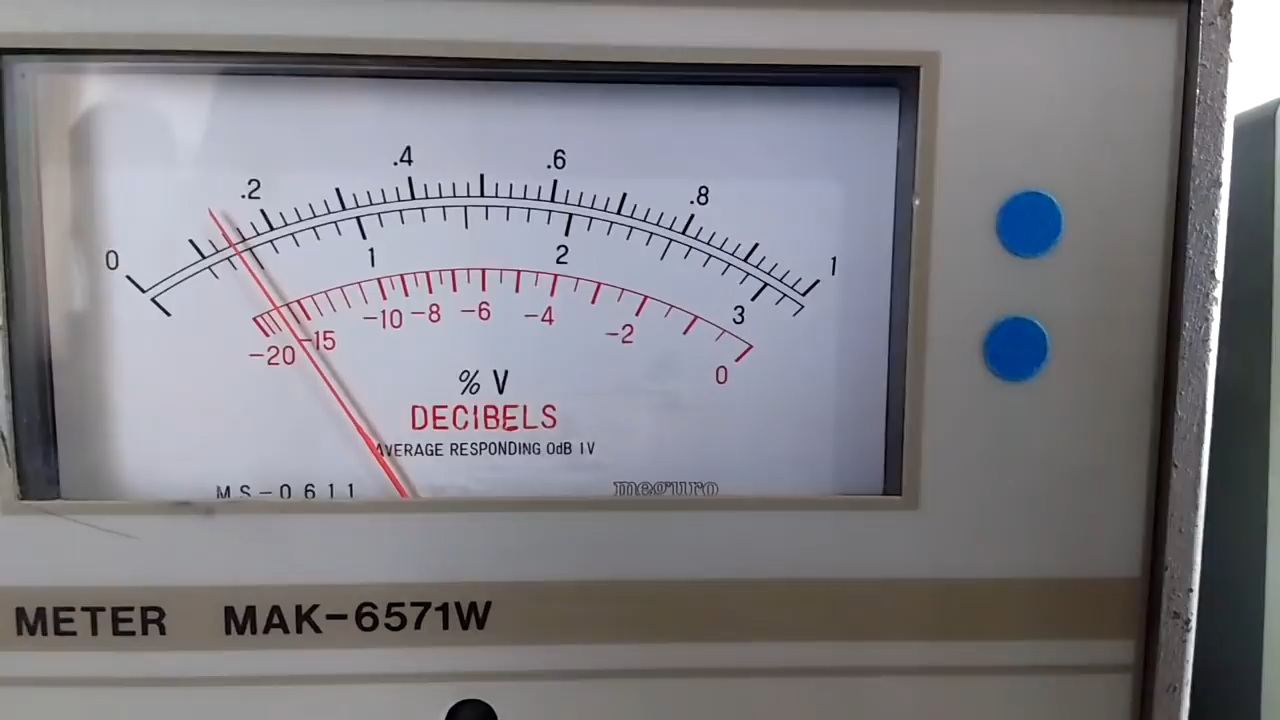 0 .2 .4 .6 .8 1
1 2 3
-20 -15 -10 -8 -6 -4 -2 0
% V
DECIBELS
AVERAGE RESPONDING 0dB 1V
MS-0611 meguro
METER MAK-6571W